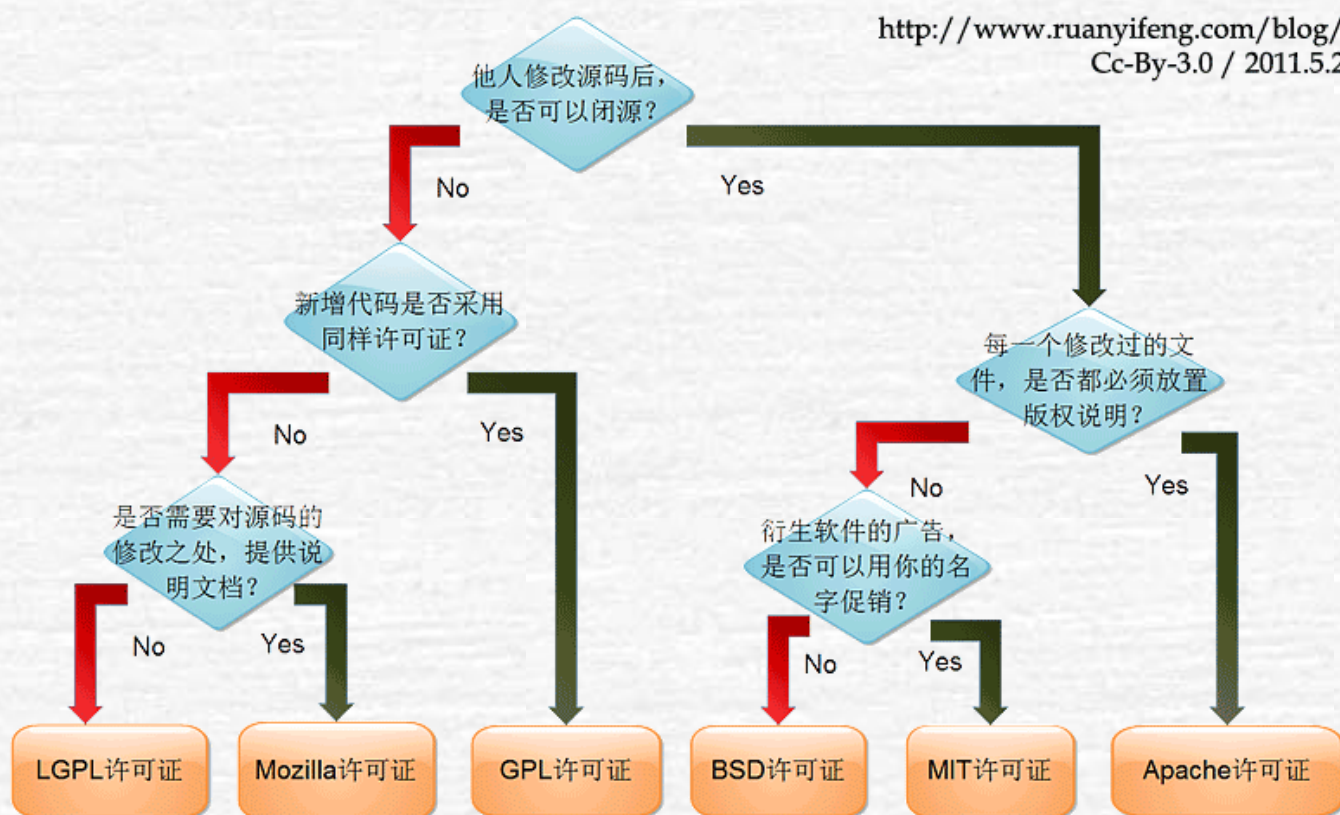 http://www.ruanyifeng.com/blog/
Cc-By-3.0 / 2011.5.2
他人修改源码后，
是否可以闭源？
No
Yes
新增代码是否采用
同样许可证？
每一个修改过的文
件，是否都必须放置
版权说明？
No
Yes
No
Yes
是否需要对源码的
修改之处，提供说
明文档？
衍生软件的广告，
是否可以用你的名
字促销？
No
Yes
No
Yes
LGPL许可证
Mozilla许可证
GPL许可证
BSD许可证
MIT许可证
Apache许可证